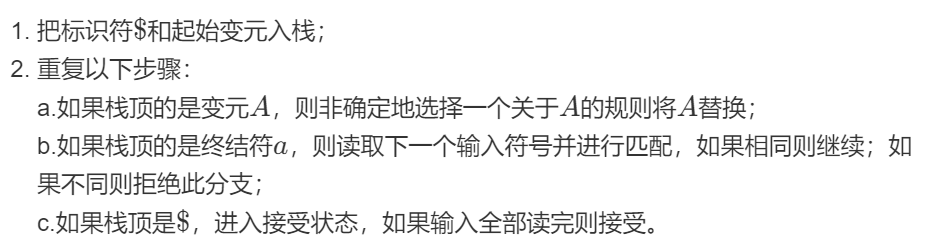 1. 把标识符$和起始变元入栈；
2. 重复以下步骤：
a.如果栈顶的是变元A，则非确定地选择一个关于A的规则将A替换；
b.如果栈顶的是终结符a，则读取下一个输入符号并进行匹配，如果相同则继续；如
果不同则拒绝此分支；
c.如果栈顶是$，进入接受状态，如果输入全部读完则接受。